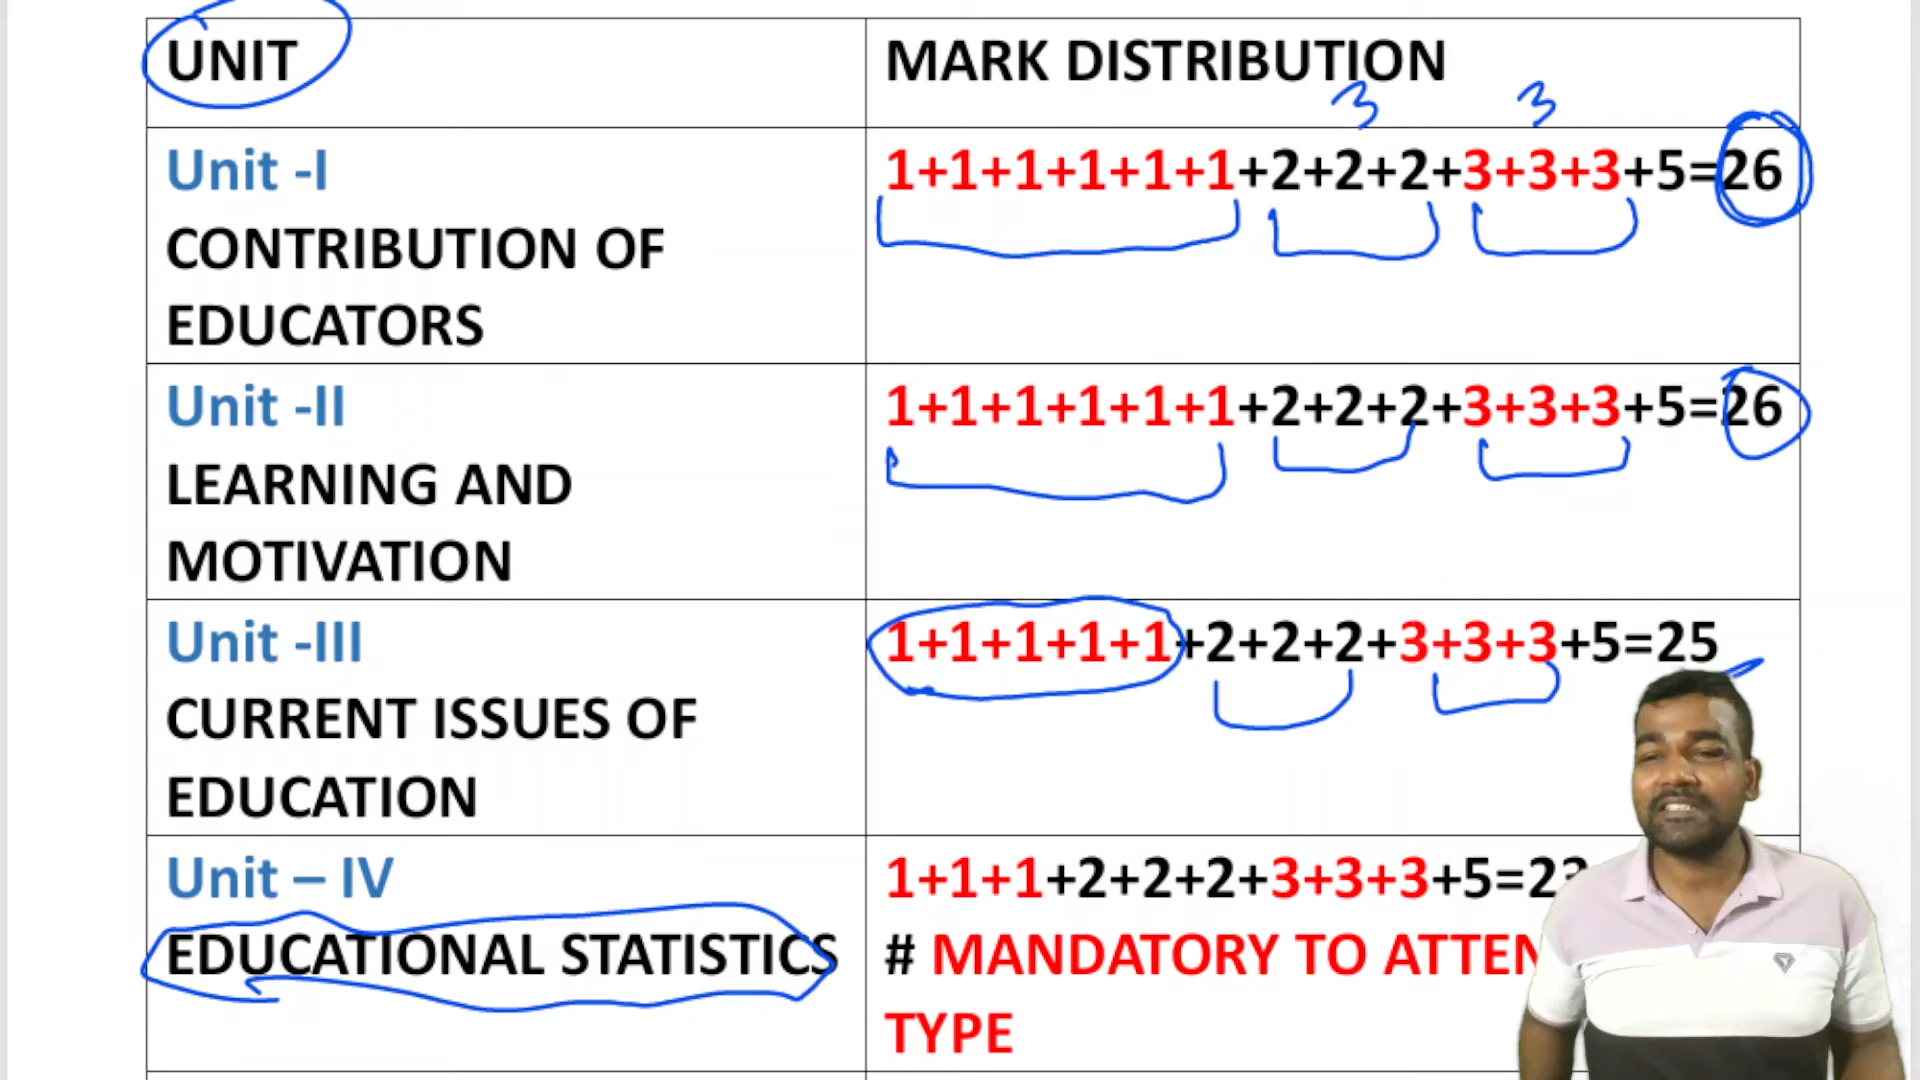 UNIT
MARK DISTRIBUTION
3 3
Unit -I
1+1+1+1+1+1+2+2+2+3+3+3+5=26
CONTRIBUTION OF
EDUCATORS
Unit -II
1+1+1+1+1+1+2+2+2+3+3+3+5=26
LEARNING AND
MOTIVATION
Unit -III
1+1+1+1+1+2+2+2+3+3+3+5=25
CURRENT ISSUES OF
EDUCATION
Unit – IV
1+1+1+2+2+2+3+3+3+5=23
EDUCATIONAL STATISTICS
# MANDATORY TO
TYPE